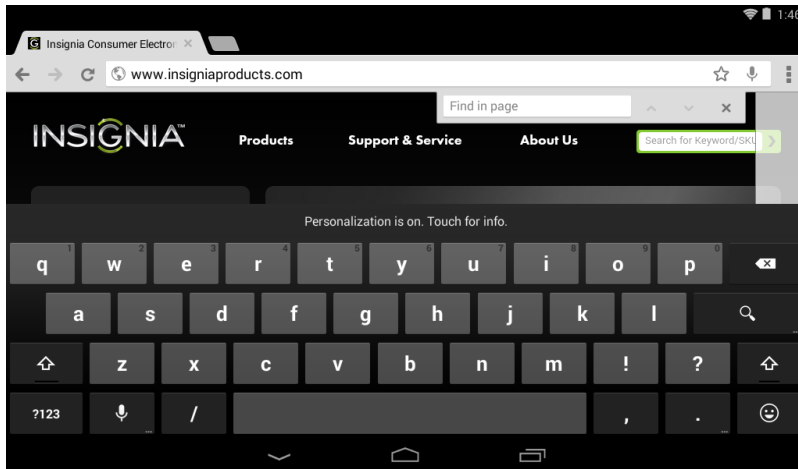 1:46
Insignia Consumer Electron
www.insigniaproducts.com
Find in page
INSIGNIA™
Products Support & Service About Us Search for Keyword/SKU
Personalization is on. Touch for info.
q 1 w 2 e 3 r 4 t 5 y 6 u 7 i 8 o 9 p 0
a s d f g h j k l
z x c v b n m ! ?
?123 / , . ...